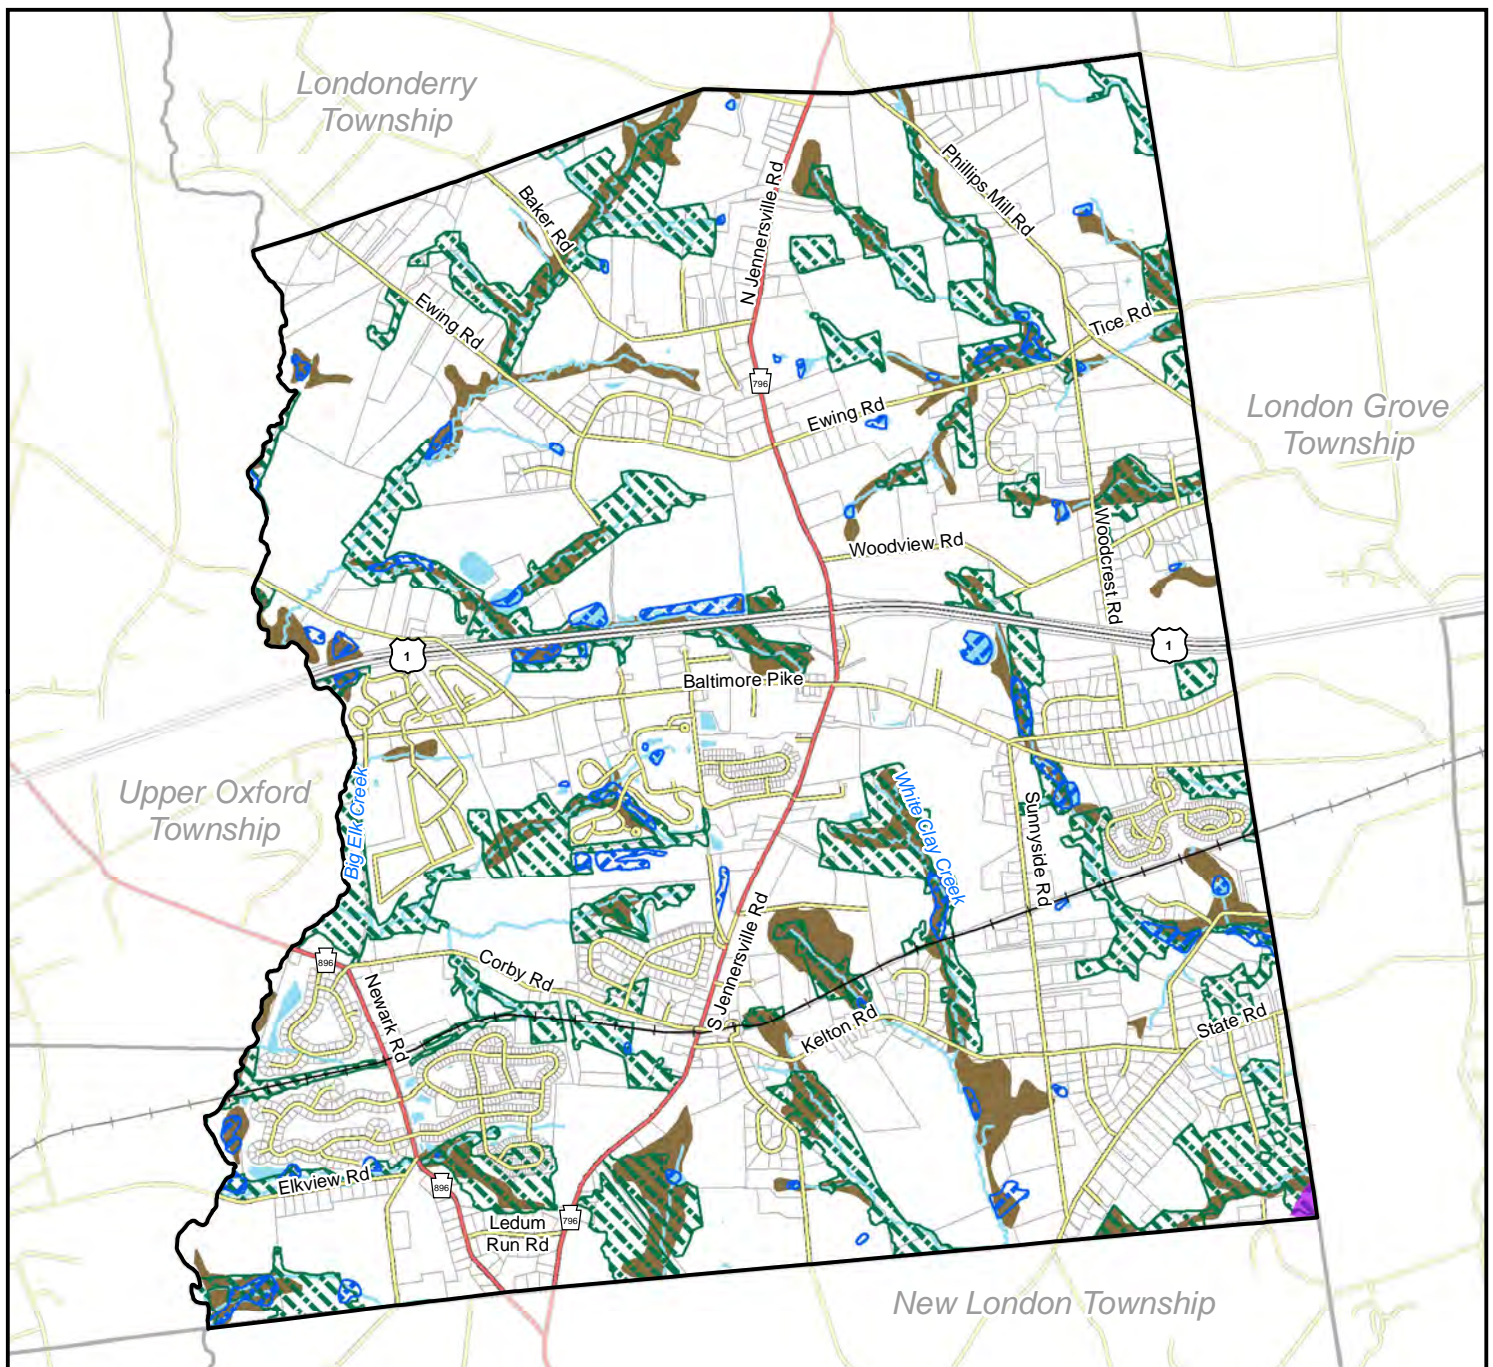 Londonderry
Township
Phillips Mill Rd
Baker Rd
N Jennersville Rd
Ewing Rd
Tice Rd
796
Ewing Rd
London Grove
Township
Woodview Rd
Woodcrest Rd
1
1
Baltimore Pike
Upper Oxford
Township
Big Elk Creek
White Clay Creek
Sunnyside Rd
896
Corby Rd
Newark Rd
S Jennersville Rd
Kelton Rd
State Rd
Elkview Rd
896
796
Ledum
Run Rd
New London Township